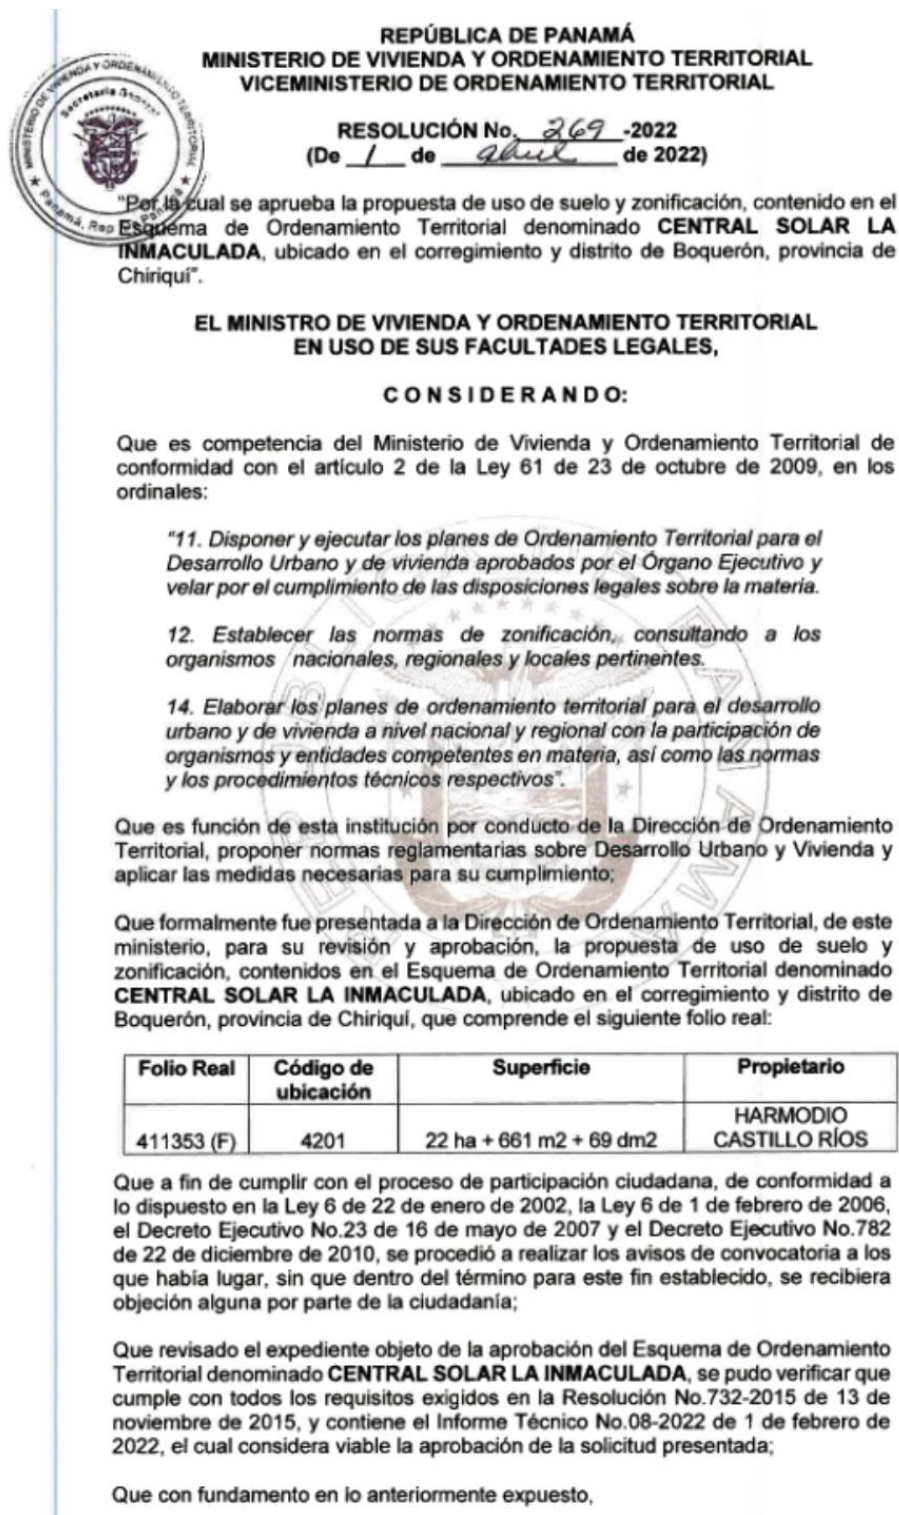 REPÚBLICA DE PANAMÁ
MINISTERIO DE VIVIENDA Y ORDENAMIENTO TERRITORIAL
VICEMINISTERIO DE ORDENAMIENTO TERRITORIAL
MINISTERIO DE VIVIENDA Y ORDENAMIENTO TERRITORIAL
Secretaría General
Panamá, Rep. De Panamá
RESOLUCIÓN No. 269 -2022
(De 1 de abril de 2022)
"Por la cual se aprueba la propuesta de uso de suelo y zonificación, contenido en el
Esquema de Ordenamiento Territorial denominado CENTRAL SOLAR LA
INMACULADA, ubicado en el corregimiento y distrito de Boquerón, provincia de
Chiriquí".
EL MINISTRO DE VIVIENDA Y ORDENAMIENTO TERRITORIAL
EN USO DE SUS FACULTADES LEGALES,
CONSIDERANDO:
Que es competencia del Ministerio de Vivienda y Ordenamiento Territorial de
conformidad con el artículo 2 de la Ley 61 de 23 de octubre de 2009, en los
ordinales:
"11. Disponer y ejecutar los planes de Ordenamiento Territorial para el
Desarrollo Urbano y de vivienda aprobados por el Órgano Ejecutivo y
velar por el cumplimiento de las disposiciones legales sobre la materia.
12. Establecer las normas de zonificación, consultando a los
organismos nacionales, regionales y locales pertinentes.
14. Elaborar los planes de ordenamiento territorial para el desarrollo
urbano y de vivienda a nivel nacional y regional con la participación de
organismos y entidades competentes en materia, así como las normas
y los procedimientos técnicos respectivos".
REPUBLICA DE PANAMA
Que es función de esta institución por conducto de la Dirección de Ordenamiento
Territorial, proponer normas reglamentarias sobre Desarrollo Urbano y Vivienda y
aplicar las medidas necesarias para su cumplimiento;
Que formalmente fue presentada a la Dirección de Ordenamiento Territorial, de este
ministerio, para su revisión y aprobación, la propuesta de uso de suelo y
zonificación, contenidos en el Esquema de Ordenamiento Territorial denominado
CENTRAL SOLAR LA INMACULADA, ubicado en el corregimiento y distrito de
Boquerón, provincia de Chiriquí, que comprende el siguiente folio real:
Folio Real Código de ubicación Superficie Propietario
411353 (F) 4201 22 ha + 661 m2 + 69 dm2 HARMODIO CASTILLO RÍOS
Que a fin de cumplir con el proceso de participación ciudadana, de conformidad a
lo dispuesto en la Ley 6 de 22 de enero de 2002, la Ley 6 de 1 de febrero de 2006,
el Decreto Ejecutivo No.23 de 16 de mayo de 2007 y el Decreto Ejecutivo No.782
de 22 de diciembre de 2010, se procedió a realizar los avisos de convocatoria a los
que había lugar, sin que dentro del término para este fin establecido, se recibiera
objeción alguna por parte de la ciudadanía;
Que revisado el expediente objeto de la aprobación del Esquema de Ordenamiento
Territorial denominado CENTRAL SOLAR LA INMACULADA, se pudo verificar que
cumple con todos los requisitos exigidos en la Resolución No.732-2015 de 13 de
noviembre de 2015, y contiene el Informe Técnico No.08-2022 de 1 de febrero de
2022, el cual considera viable la aprobación de la solicitud presentada;
Que con fundamento en lo anteriormente expuesto,